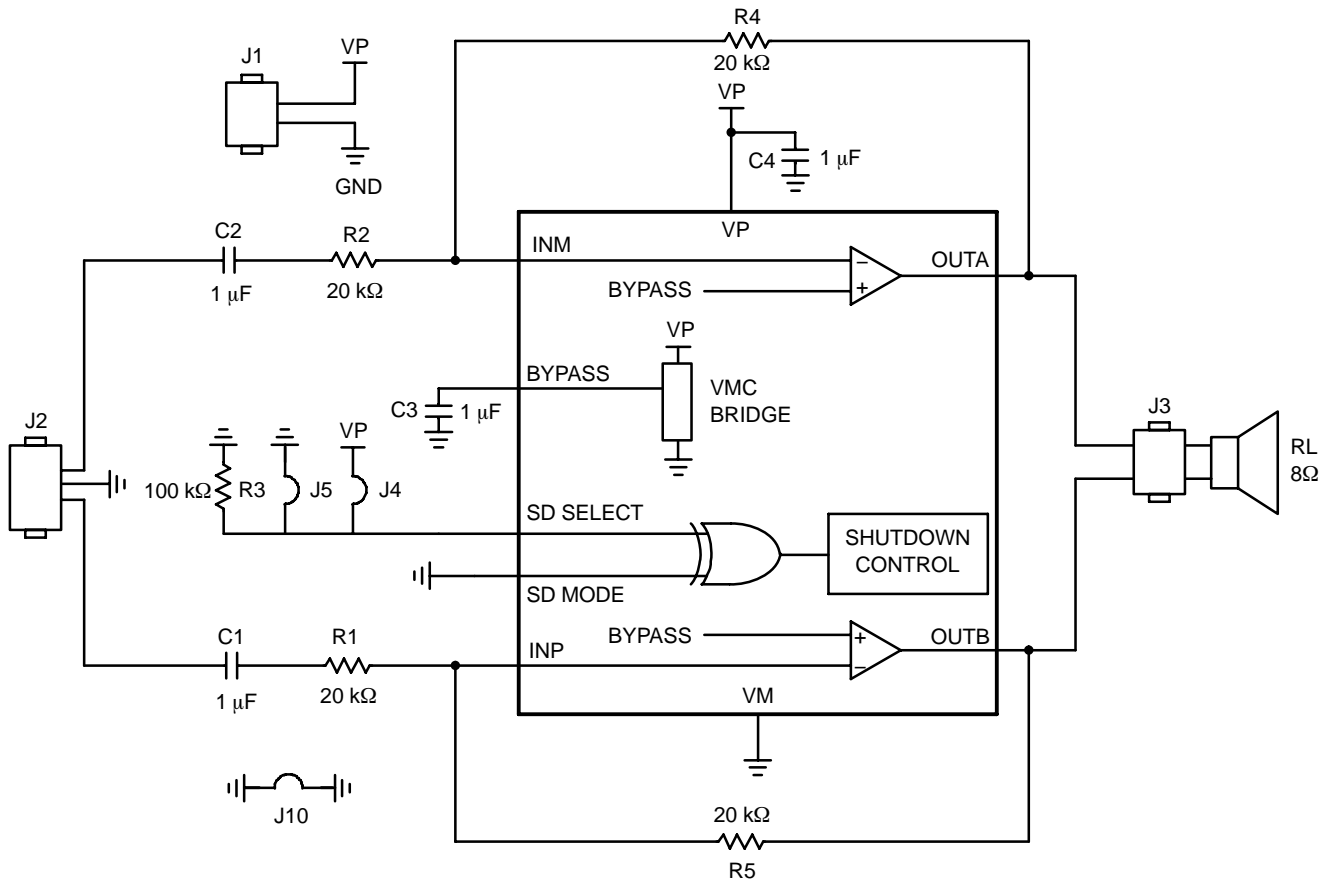 R4
20 kΩ
J1
VP
GND
VP
C4
1 μF
VP
C2
1 μF
R2
20 kΩ
INM
−
+
OUTA
BYPASS
VP
BYPASS
VMC
BRIDGE
C3
1 μF
J2
VP
100 kΩ
R3
J5
J4
J3
RL
8Ω
SD SELECT
SHUTDOWN
CONTROL
SD MODE
C1
1 μF
R1
20 kΩ
BYPASS
INP
+
−
OUTB
VM
J10
20 kΩ
R5